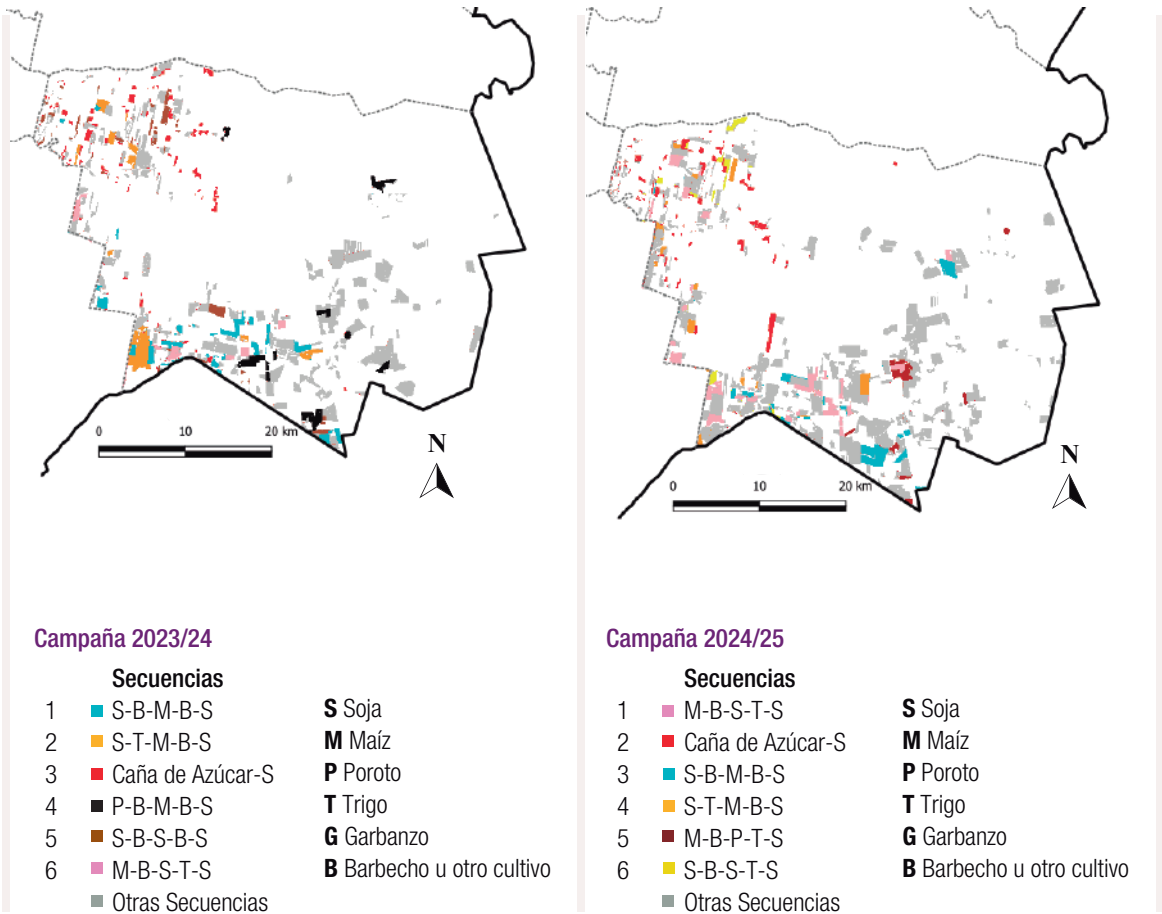 0 10 20 km
N
0 10 20 km
N
Campaña 2023/24
Secuencias
1 S-B-M-B-S S Soja
2 S-T-M-B-S M Maíz
3 Caña de Azúcar-S P Poroto
4 P-B-M-B-S T Trigo
5 S-B-S-B-S G Garbanzo
6 M-B-S-T-S B Barbecho u otro cultivo
Otras Secuencias
Campaña 2024/25
Secuencias
1 M-B-S-T-S S Soja
2 Caña de Azúcar-S M Maíz
3 S-B-M-B-S P Poroto
4 S-T-M-B-S T Trigo
5 M-B-P-T-S G Garbanzo
6 S-B-S-T-S B Barbecho u otro cultivo
Otras Secuencias